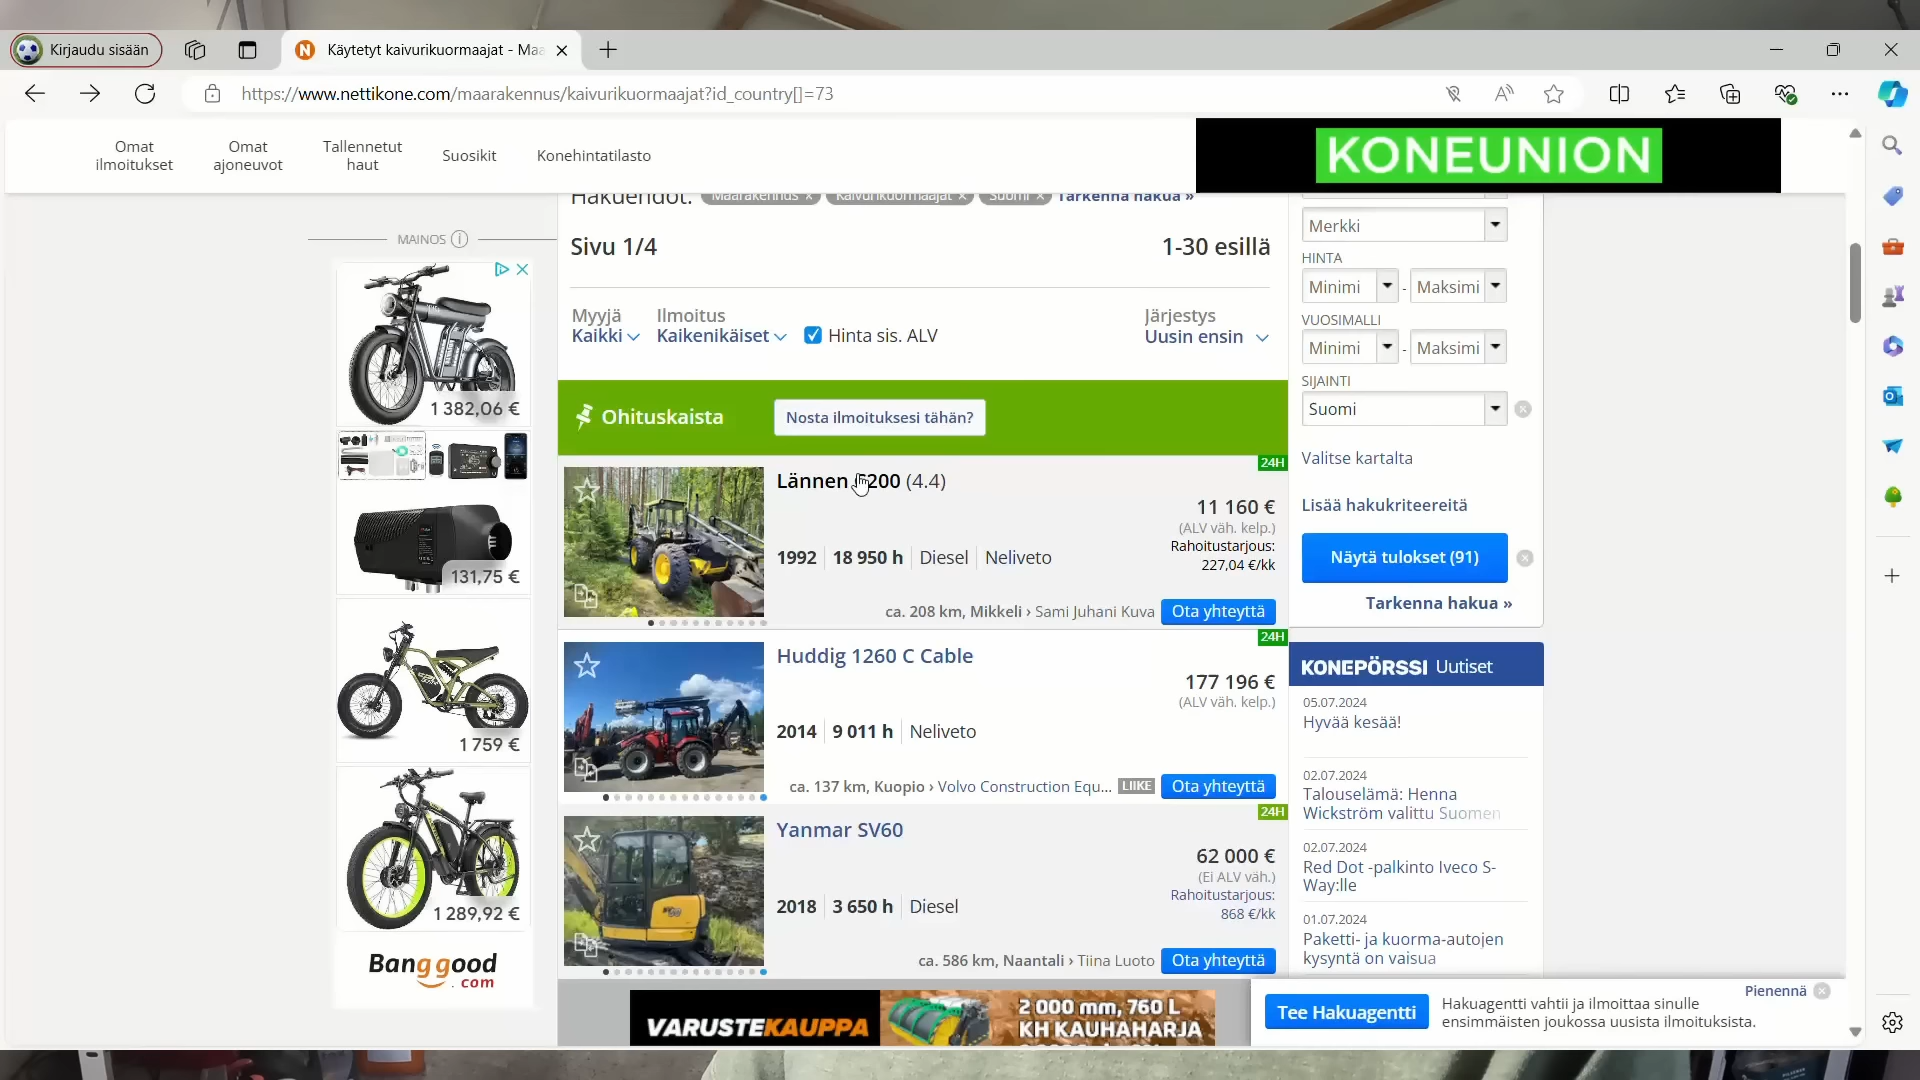 Kirjaudu sisään
Käytetyt kaivurikuormaajat - Maa
https://www.nettikone.com/maarakennus/kaivurikuormaajat?id_country[]=73
Omat ilmoitukset
Omat ajoneuvot
Tallennetut haut
Suosikit
Konehintatilasto
KONEUNION
Hakuehdot: Maarakennus × Kaivurikuormaajat × Suomi × Tarkenna hakua »
Sivu 1/4
1-30 esillä
Myyjä
Kaikki
Ilmoitus
Kaikenikäiset
Hinta sis. ALV
Järjestys
Uusin ensin
Ohituskaista
Nosta ilmoituksesi tähän?
24H
Lännen 200 (4.4)
11 160 €
(ALV väh. kelp.)
Rahoitustarjous:
227,04 €/kk
1992 18 950 h Diesel Neliveto
ca. 208 km, Mikkeli › Sami Juhani Kuva
Ota yhteyttä
24H
Huddig 1260 C Cable
177 196 €
(ALV väh. kelp.)
2014 9 011 h Neliveto
ca. 137 km, Kuopio › Volvo Construction Equ... LIIKE
Ota yhteyttä
24H
Yanmar SV60
62 000 €
(Ei ALV väh.)
Rahoitustarjous:
868 €/kk
2018 3 650 h Diesel
ca. 586 km, Naantali › Tiina Luoto
Ota yhteyttä
VARUSTEKAUPPA
2 000 mm, 760 L
KH KAUHAHARJA
MAINOS
1 382,06 €
131,75 €
1 759 €
1 289,92 €
Banggood
.com
Merkki
HINTA
Minimi - Maksimi
VUOSIMALLI
Minimi - Maksimi
SIJAINTI
Suomi
Valitse kartalta
Lisää hakukriteereitä
Näytä tulokset (91)
Tarkenna hakua »
KONEPÖRSSI Uutiset
05.07.2024
Hyvää kesää!
02.07.2024
Talouselämä: Henna
Wickström valittu Suomen
02.07.2024
Red Dot -palkinto Iveco S-
Way:lle
01.07.2024
Paketti- ja kuorma-autojen
kysyntä on vaisua
Pienennä
Tee Hakuagentti
Hakuagentti vahtii ja ilmoittaa sinulle
ensimmäisten joukossa uusista ilmoituksista.